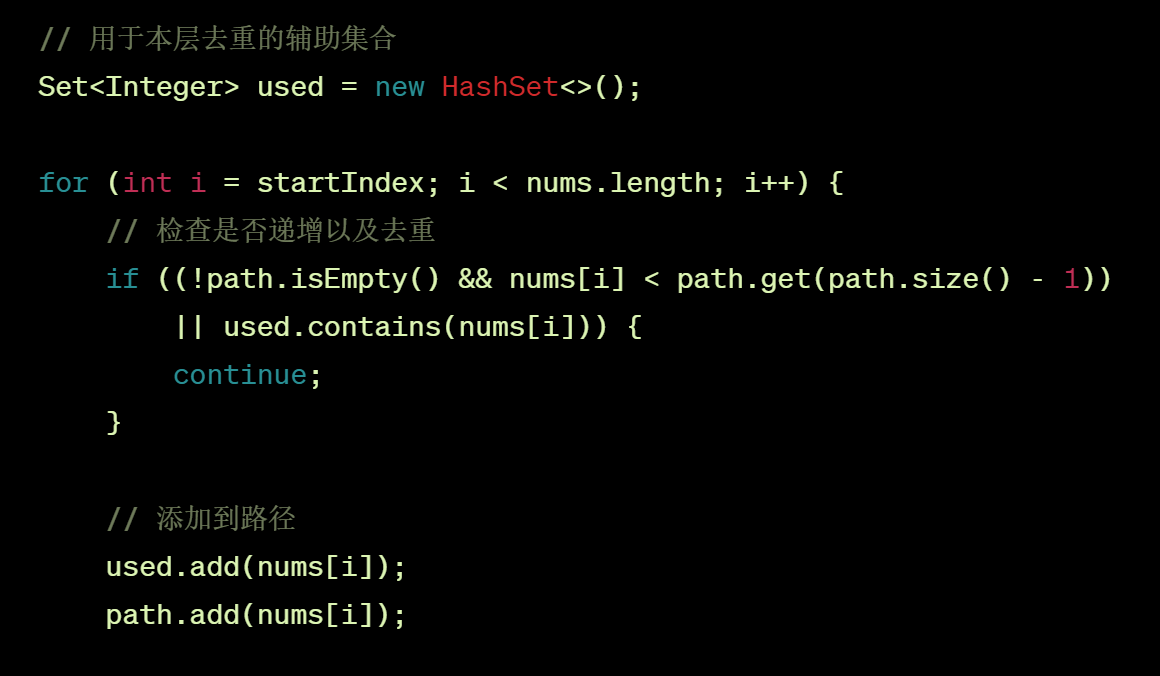 // 用于本层去重的辅助集合
Set<Integer> used = new HashSet<>();
for (int i = startIndex; i < nums.length; i++) {
// 检查是否递增以及去重
if ((!path.isEmpty() && nums[i] < path.get(path.size() - 1))
|| used.contains(nums[i])) {
continue;
}
// 添加到路径
used.add(nums[i]);
path.add(nums[i]);